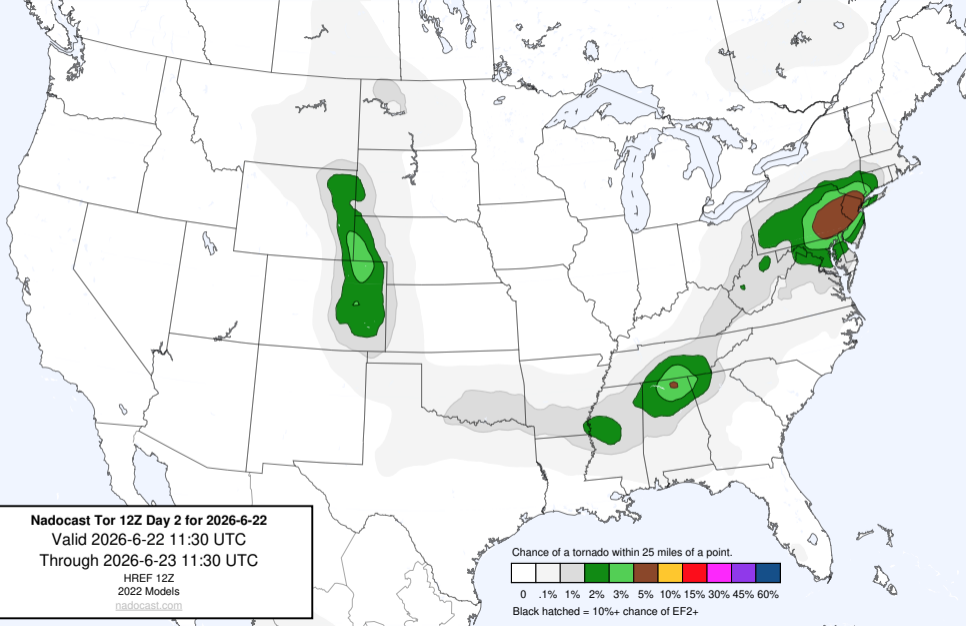 Nadocast Tor 12Z Day 2 for 2026-6-22
Valid 2026-6-22 11:30 UTC
Through 2026-6-23 11:30 UTC
HREF 12Z
2022 Models
nadocast.com
Chance of a tornado within 25 miles of a point.
0 .1% 1% 2% 3% 5% 10% 15% 30% 45% 60%
Black hatched = 10%+ chance of EF2+